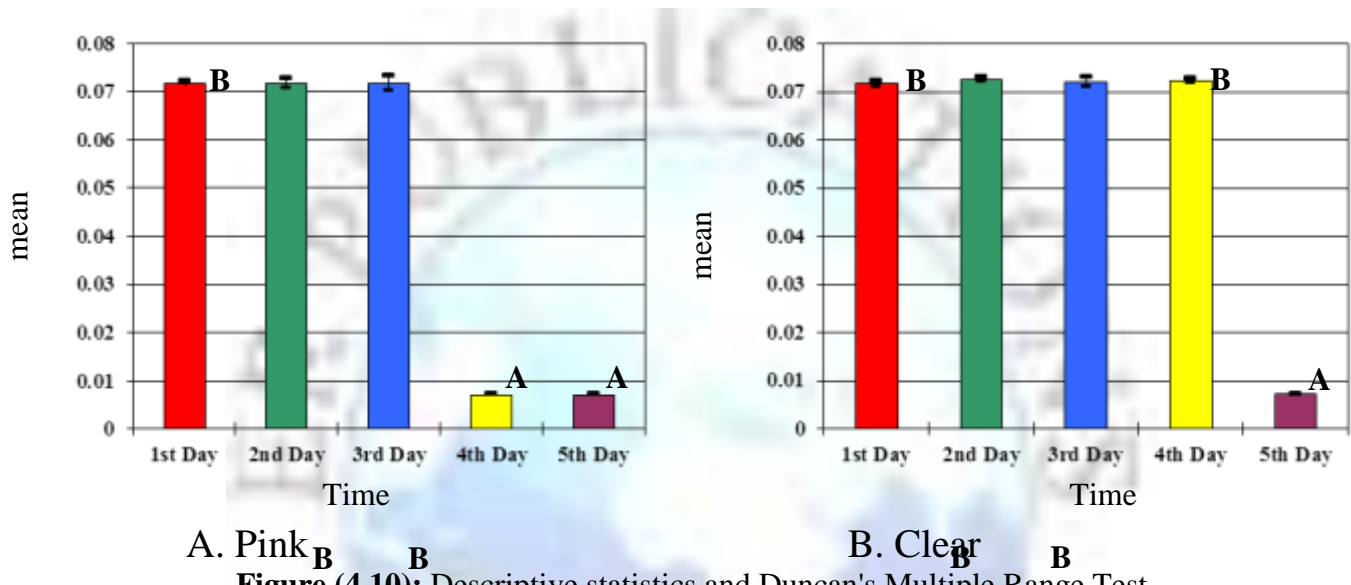 0.08
0.07
0.06
0.05
0.04
0.03
0.02
0.01
0
mean
B
A
A
1st Day 2nd Day 3rd Day 4th Day 5th Day
Time
A. Pink
B B
0.08
0.07
0.06
0.05
0.04
0.03
0.02
0.01
0
mean
B
B
A
1st Day 2nd Day 3rd Day 4th Day 5th Day
Time
B. Clear
B B
Figure (4.10): Descriptive statistics and Duncan's Multiple Range Test